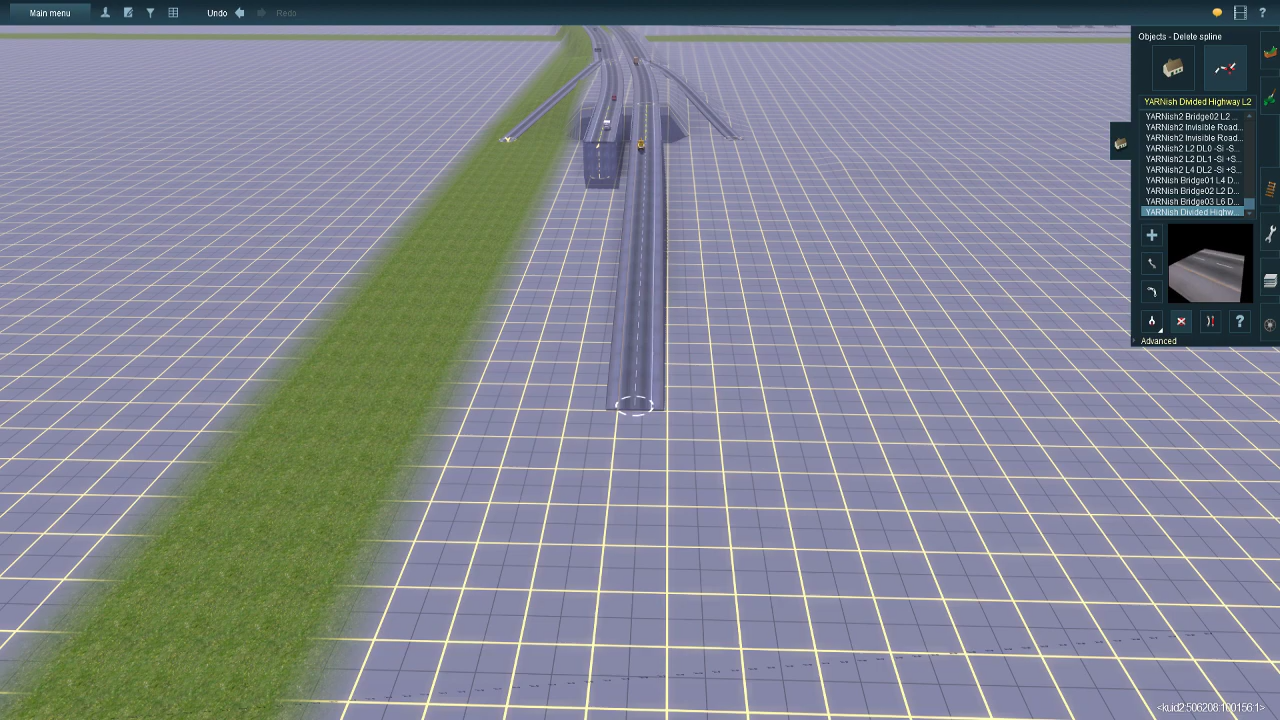 Main menu
Undo
Redo
?
Objects - Delete spline
YARNish Divided Highway L2
YARNish2 Bridge02 L2 ...
YARNish2 Invisible Road...
YARNish2 Invisible Road...
YARNish2 L2 DL0 -Si -S...
YARNish2 L2 DL1 -Si +S...
YARNish2 L4 DL2 -Si +S...
YARNish Bridge01 L4 D...
YARNish Bridge02 L2 D...
YARNish Bridge03 L6 D...
YARNish Divided Highw...
?
Advanced
<kuid2:506208:100156:1>